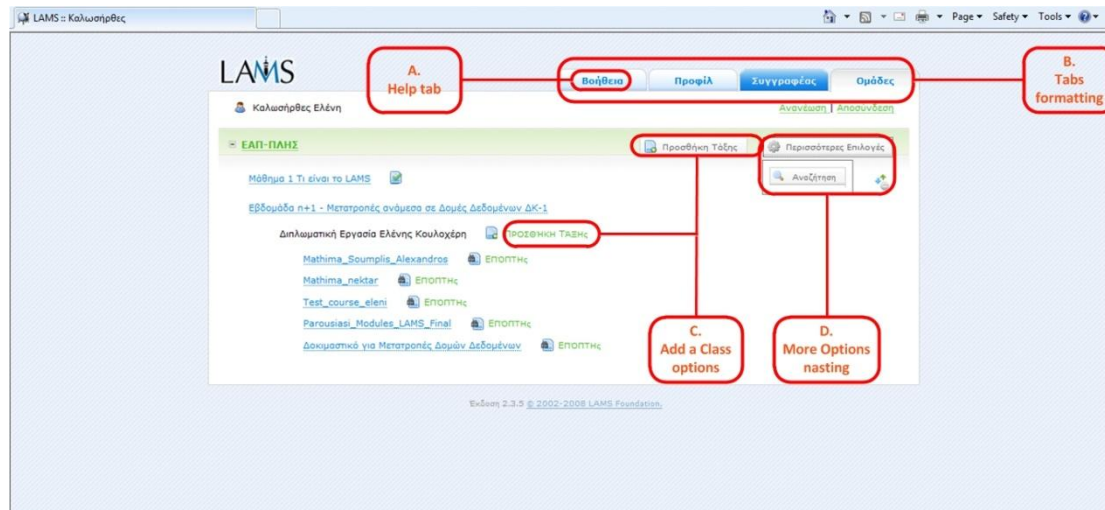 LAMS :: Καλωσήρθες
Page Safety Tools
LAMS
A.
Help tab
Βοήθεια Προφίλ Συγγραφέος Ομάδες
B.
Tabs
formatting
Καλωσήρθες Ελένη
Ανανέωση | Αποσύνδεση
ΕΑΠ-ΠΛΗΣ
Προσθήκη Τάξης Περισσότερες Επιλογές
Αναζήτηση
Μάθημα 1 Τι είναι το LAMS
Εβδομάδα n+1 - Μετατροπές ανάμεσα σε Δομές Δεδομένων ΔΚ-1
Διπλωματική Εργασία Ελένης Κουλοχέρη ΠΡΟΣΘΗΚΗ ΤΑΞΗς
Mathima_Soumplis_Alexandros ΕΠΟΠΤΗς
Mathima_nektar ΕΠΟΠΤΗς
Test_course_eleni ΕΠΟΠΤΗς
Parousiasi_Modules_LAMS_Final ΕΠΟΠΤΗς
Δοκιμαστικό για Μετατροπές Δομών Δεδομένων ΕΠΟΠΤΗς
C.
Add a Class
options
D.
More Options
nasting
Έκδοση 2.3.5 © 2002-2008 LAMS Foundation.